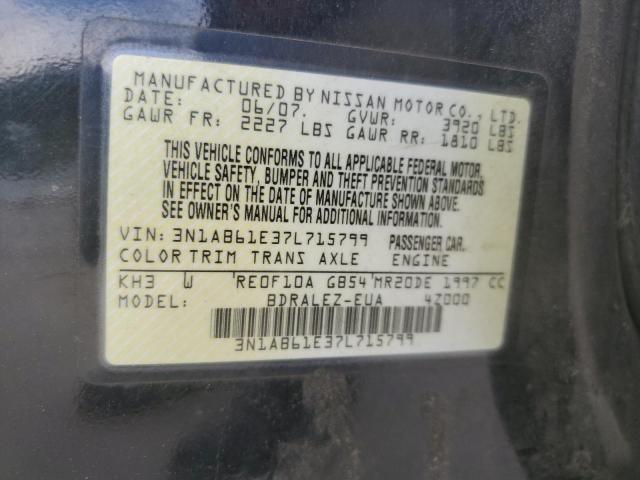 MANUFACTURED BY NISSAN MOTOR CO., LTD.
DATE: 06/07. GVWR: 3920 LBS
GAWR FR: 2227 LBS GAWR RR: 1810 LBS
THIS VEHICLE CONFORMS TO ALL APPLICABLE FEDERAL MOTOR
VEHICLE SAFETY, BUMPER AND THEFT PREVENTION STANDARDS
IN EFFECT ON THE DATE OF MANUFACTURE SHOWN ABOVE.
SEE OWNER'S MANUAL FOR ADDITIONAL INFORMATION.
VIN: 3N1AB61E37L715799 PASSENGER CAR.
COLOR TRIM TRANS AXLE ENGINE
KH3 W RE0F10A GB54 MR20DE 1997 CC
MODEL: BDRALEZ-EUA 4Z000
3N1AB61E37L715799